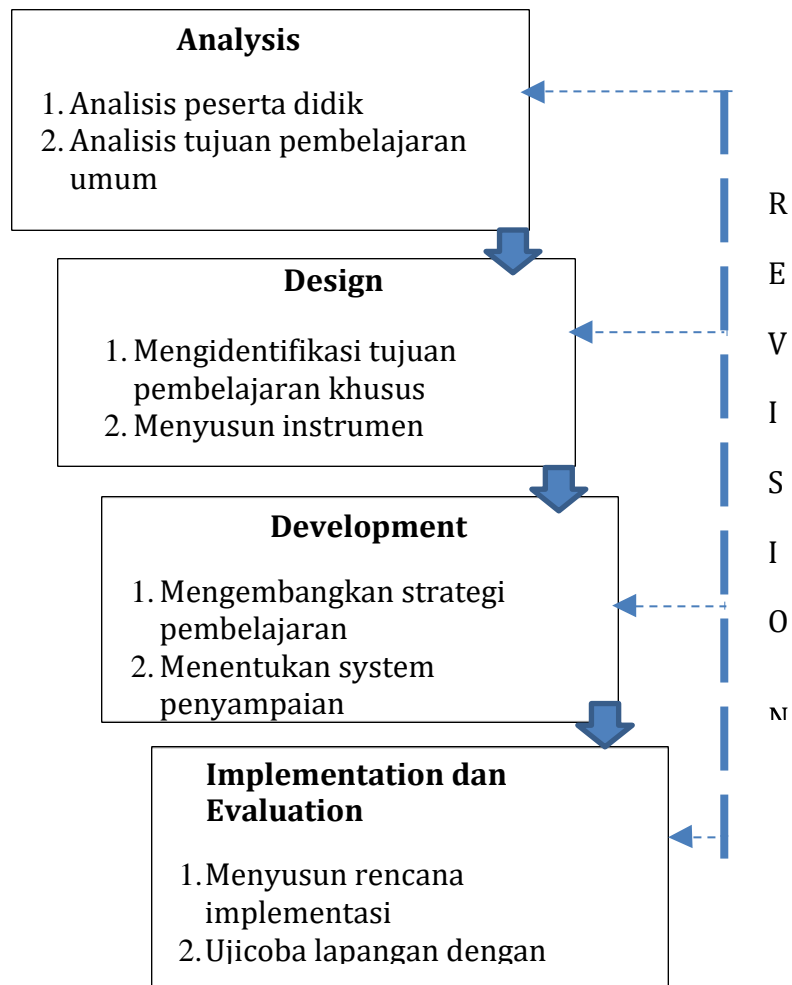 Analysis
1. Analisis peserta didik
2. Analisis tujuan pembelajaran
umum
Design
1. Mengidentifikasi tujuan
pembelajaran khusus
2. Menyusun instrumen
Development
1. Mengembangkan strategi
pembelajaran
2. Menentukan system
penyampaian
Implementation dan
Evaluation
1. Menyusun rencana
implementasi
2. Ujicoba lapangan dengan
R
E
V
I
S
I
O
N